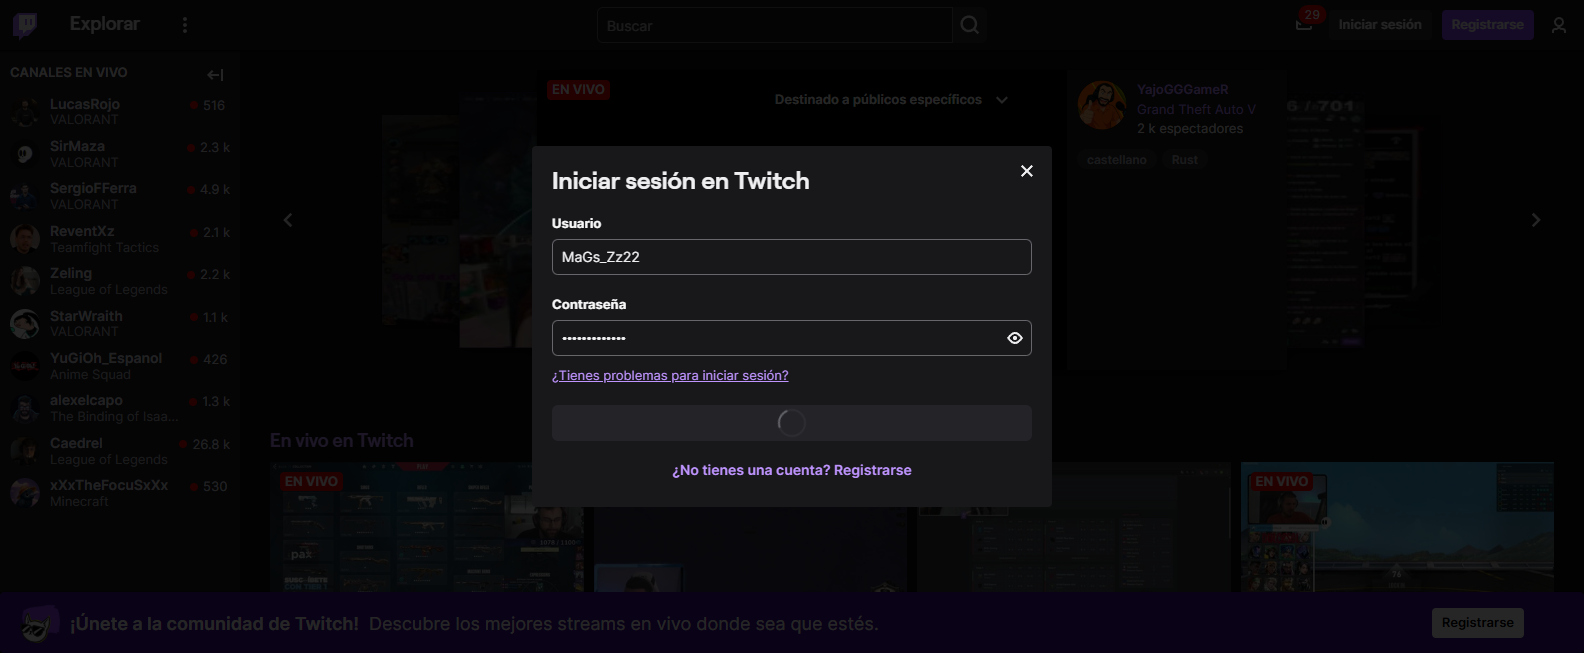 Explorar
Buscar
29
Iniciar sesión
Registrarse
CANALES EN VIVO
LucasRojo
516
VALORANT
SirMaza
2.3 k
VALORANT
SergioFFerra
4.9 k
VALORANT
ReventXz
2.1 k
Teamfight Tactics
Zeling
2.2 k
League of Legends
StarWraith
1.1 k
VALORANT
YuGiOh_Espanol
426
Anime Squad
alexelcapo
1.3 k
The Binding of Isaa...
Caedrel
26.8 k
League of Legends
xXxTheFocuSxXx
530
Minecraft
EN VIVO
Destinado a públicos específicos
YajoGGGameR
Grand Theft Auto V
2 k espectadores
castellano
Rust
6 / 701
Iniciar sesión en Twitch
Usuario
MaGs_Zz22
Contraseña
•••••••••••••
¿Tienes problemas para iniciar sesión?
¿No tienes una cuenta? Registrarse
En vivo en Twitch
EN VIVO
pax
EN VIVO
76
¡Únete a la comunidad de Twitch! Descubre los mejores streams en vivo donde sea que estés.
Registrarse